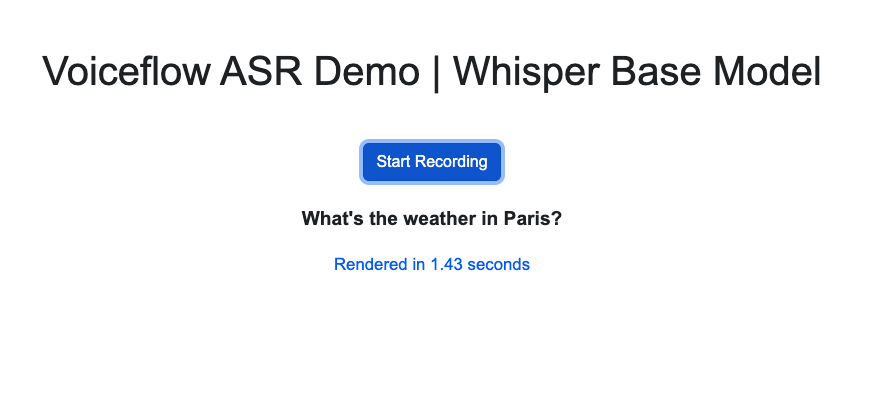 Voiceflow ASR Demo | Whisper Base Model
Start Recording
What's the weather in Paris?
Rendered in 1.43 seconds